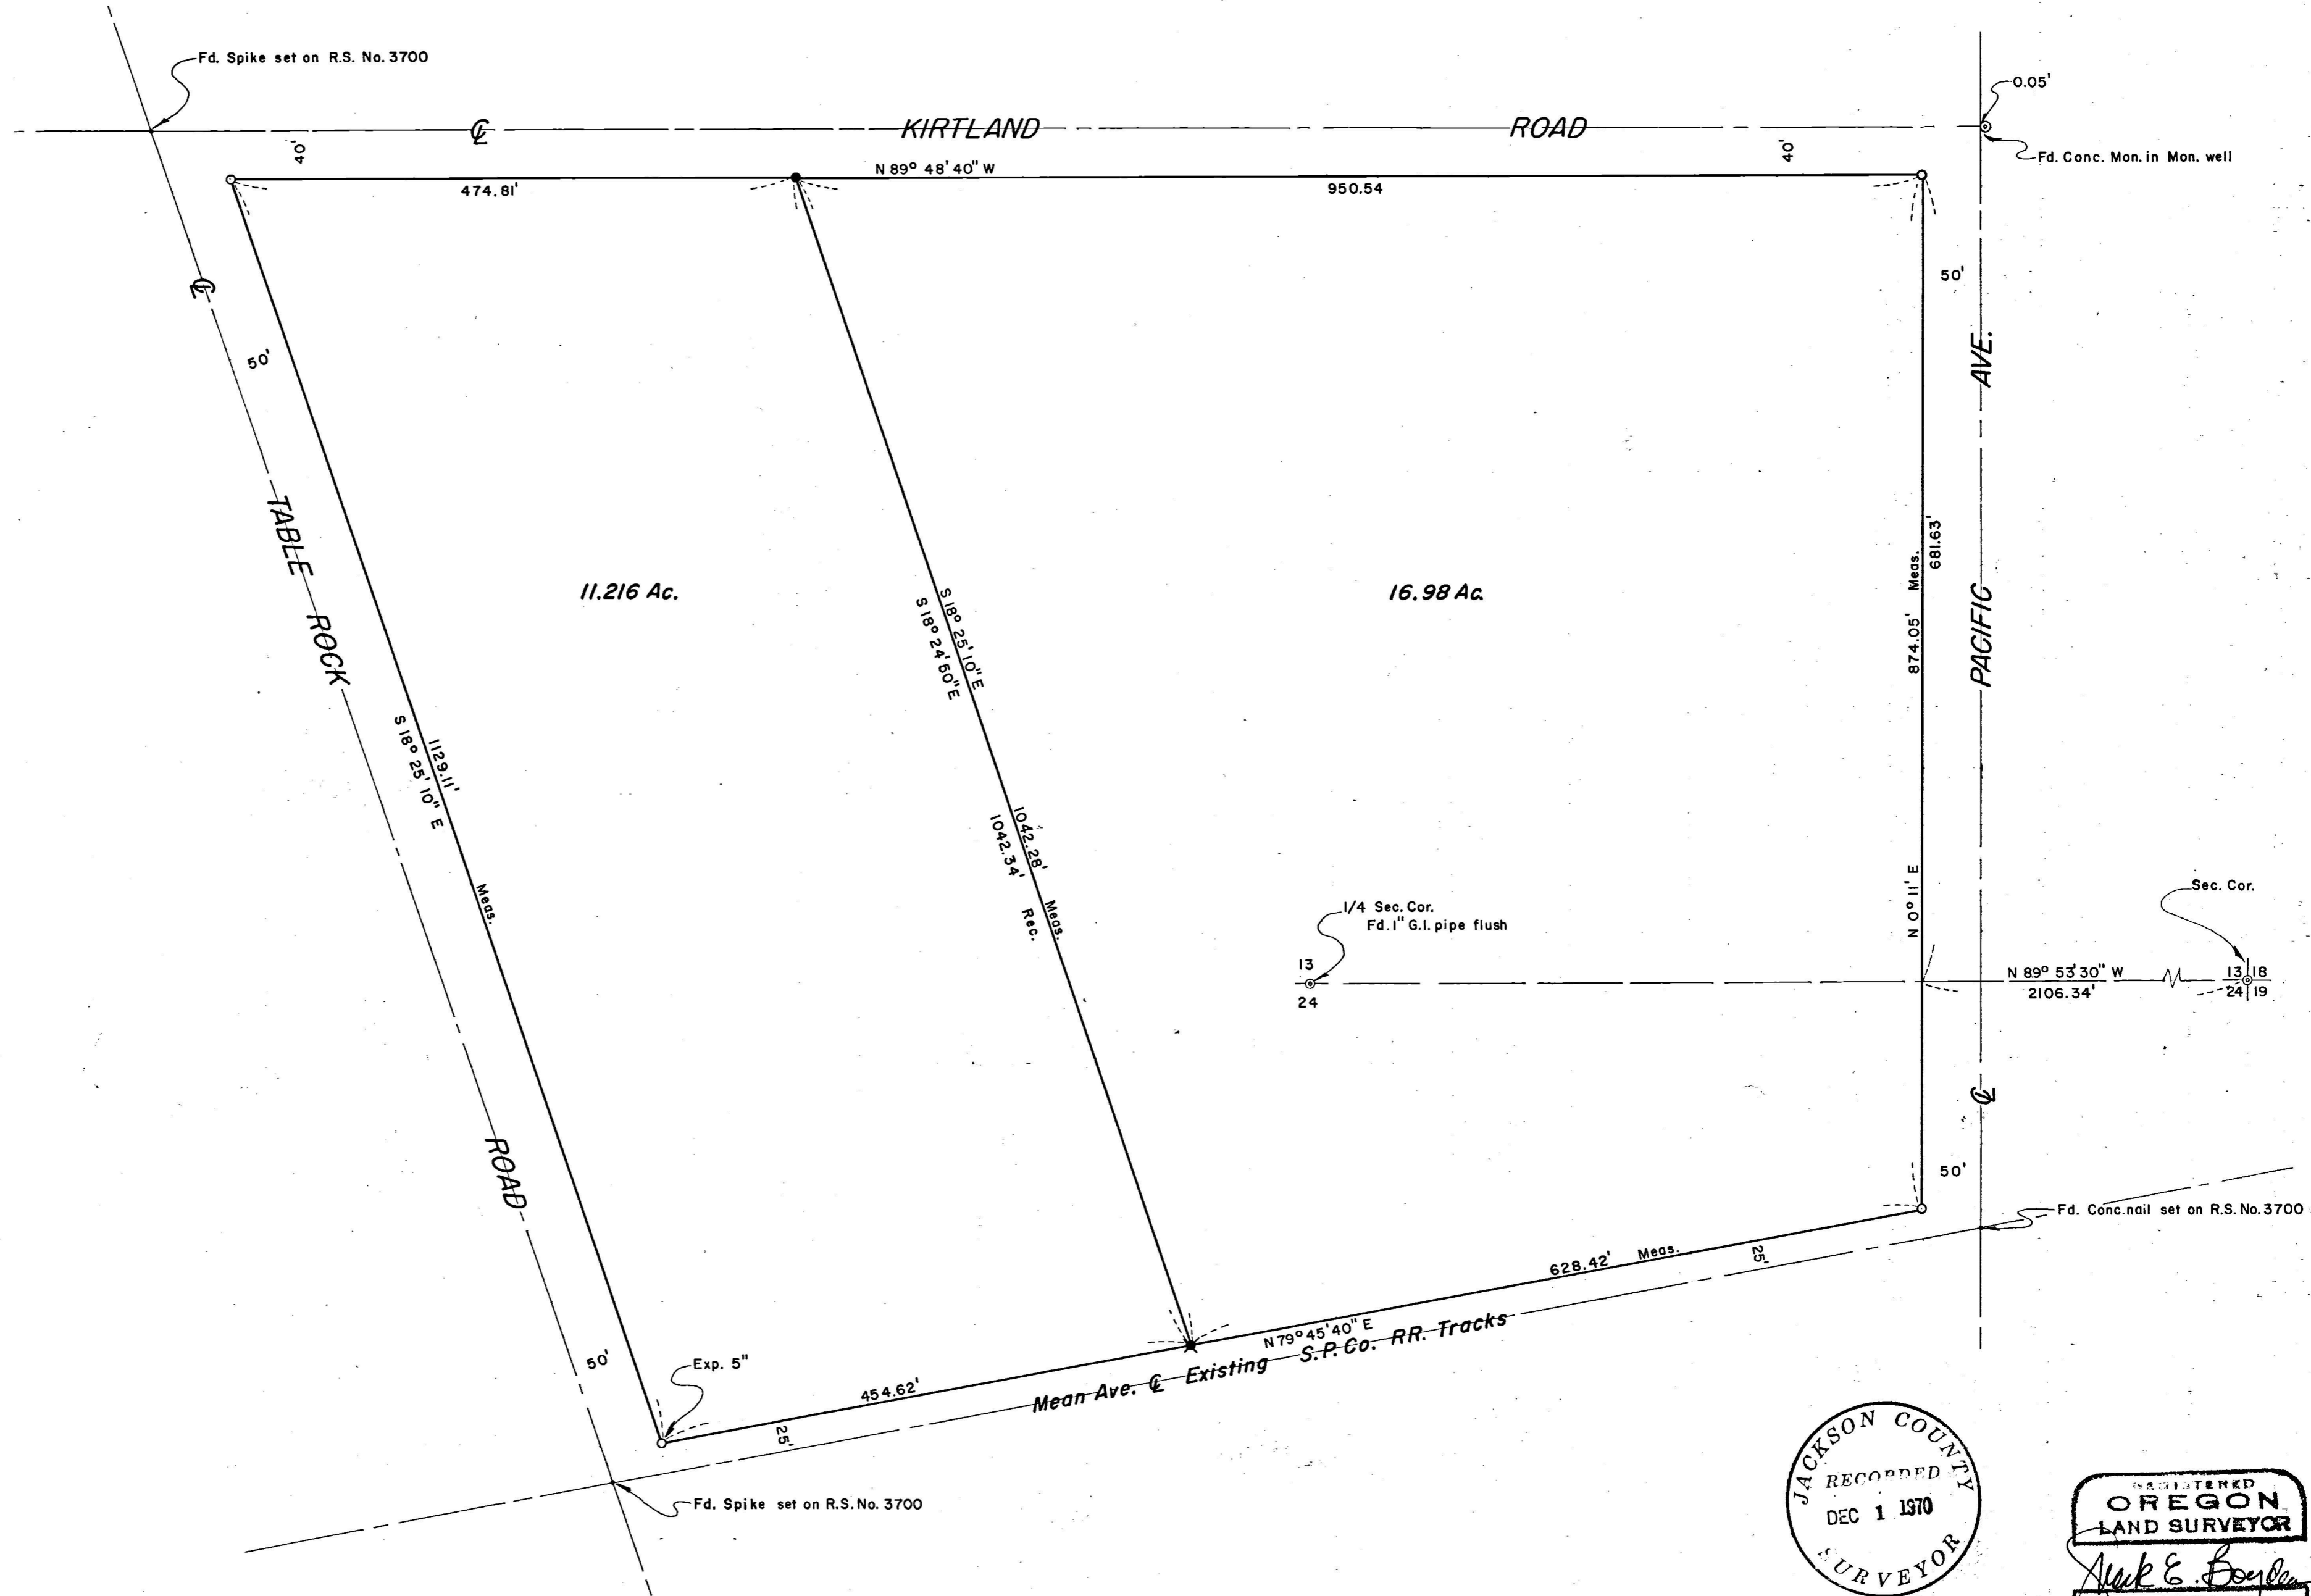 Fd. Spike set on R.S. No. 3700
0.05'
℄
KIRTLAND ROAD
Fd. Conc. Mon. in Mon. well
40'
40'
N 89° 48' 40" W
474.81'
950.54
℄
50'
50'
TABLE ROCK ROAD
PACIFIC AVE.
11.216 Ac.
16.98 Ac.
S 18° 25' 10" E
S 18° 24' 50" E
681.63'
874.05' Meas.
N 0° 11' E
1129.11' Meas.
S 18° 25' 10" E
1042.28' Meas.
1042.34' Rec.
1/4 Sec. Cor.
Fd. 1" G.I. pipe flush
13
24
Sec. Cor.
N 89° 53' 30" W
2106.34'
13 18
24 19
℄
50'
Fd. Conc. nail set on R.S. No. 3700
628.42' Meas.
25'
N 79° 45' 40" E
Mean Ave. ℄ Existing S.P. Co. RR. Tracks
50'
Exp. 5"
454.62'
25'
Fd. Spike set on R.S. No. 3700
JACKSON COUNTY
RECORDED
DEC 1 1970
SURVEYOR
REGISTERED
OREGON
LAND SURVEYOR